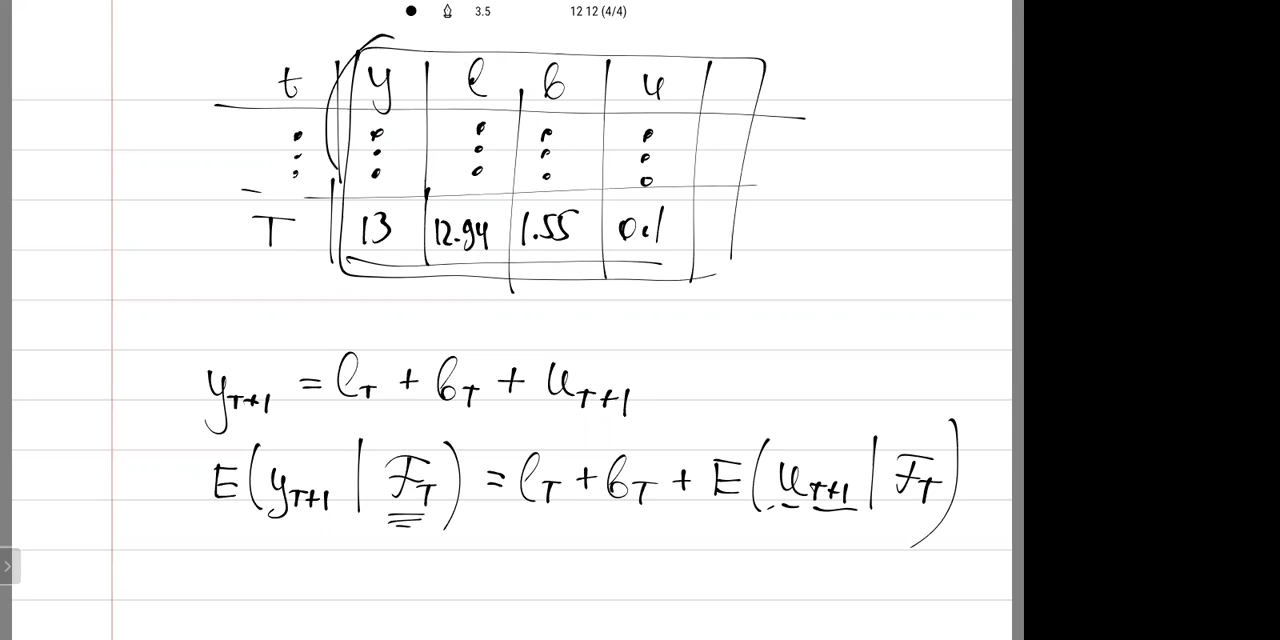 3.5 12 12 (4/4)
t y l b u
T 13 12.94 1.55 0.1
y_{T+1} = l_T + b_T + u_{T+1}
E(y_{T+1} | F_T) = l_T + b_T + E(u_{T+1} | F_T)